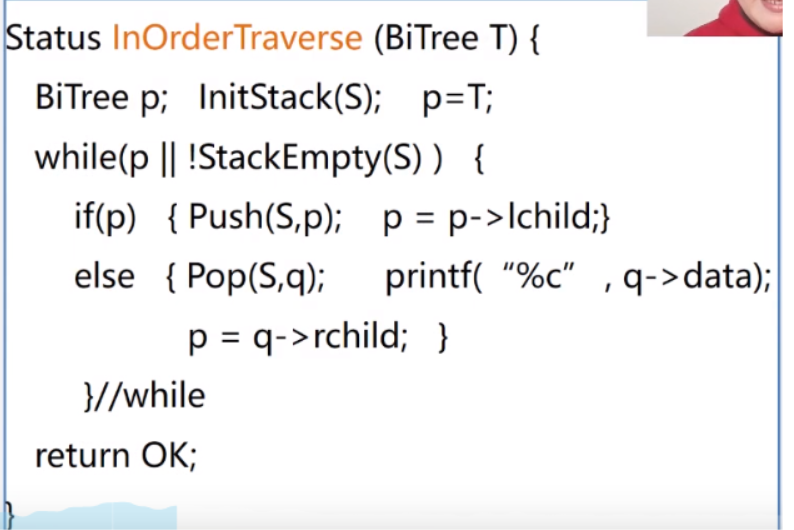 Status InOrderTraverse (BiTree T) {
BiTree p; InitStack(S); p=T;
while(p || !StackEmpty(S) ) {
if(p) { Push(S,p); p = p->lchild;}
else { Pop(S,q); printf( “%c” , q->data);
p = q->rchild; }
}//while
return OK;
}